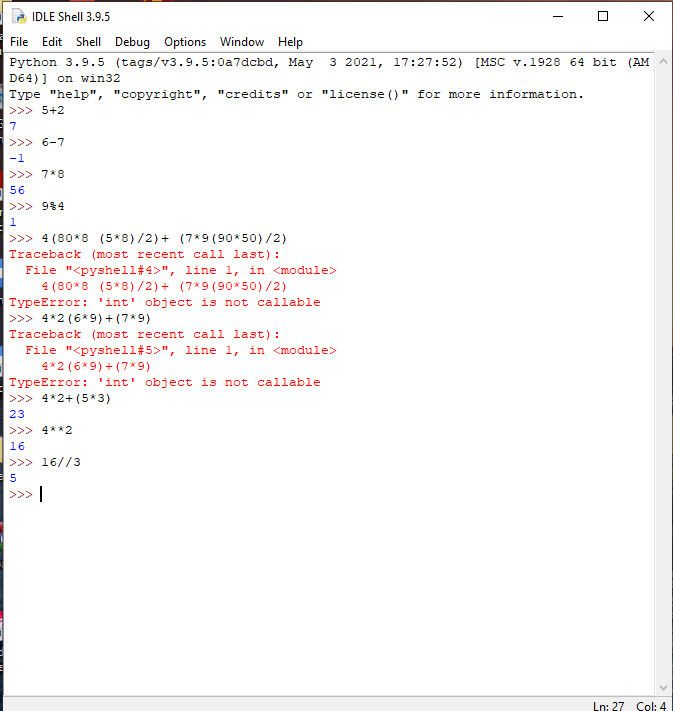 IDLE Shell 3.9.5
File Edit Shell Debug Options Window Help
Python 3.9.5 (tags/v3.9.5:0a7dcbd, May  3 2021, 17:27:52) [MSC v.1928 64 bit (AM
D64)] on win32
Type "help", "copyright", "credits" or "license()" for more information.
>>> 5+2
7
>>> 6-7
-1
>>> 7*8
56
>>> 9%4
1
>>> 4(80*8 (5*8)/2)+ (7*9(90*50)/2)
Traceback (most recent call last):
  File "<pyshell#4>", line 1, in <module>
    4(80*8 (5*8)/2)+ (7*9(90*50)/2)
TypeError: 'int' object is not callable
>>> 4*2(6*9)+(7*9)
Traceback (most recent call last):
  File "<pyshell#5>", line 1, in <module>
    4*2(6*9)+(7*9)
TypeError: 'int' object is not callable
>>> 4*2+(5*3)
23
>>> 4**2
16
>>> 16//3
5
>>>
Ln: 27 Col: 4